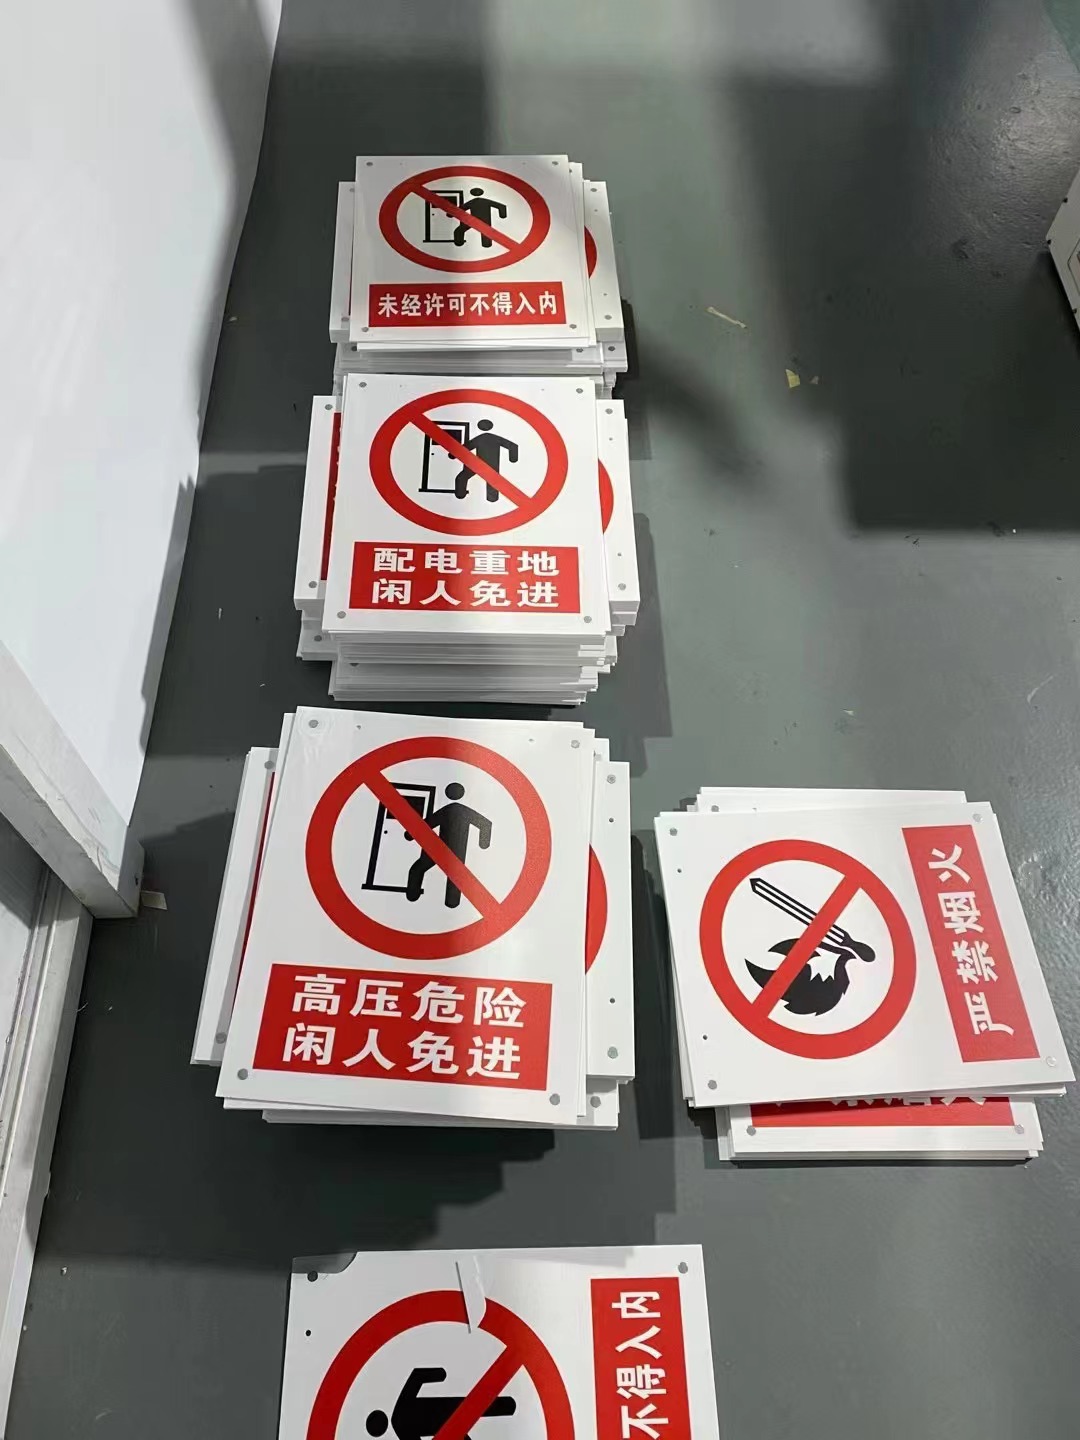 未经许可不得入内
配电重地
闲人免进
高压危险
闲人免进
严禁烟火
不得入内